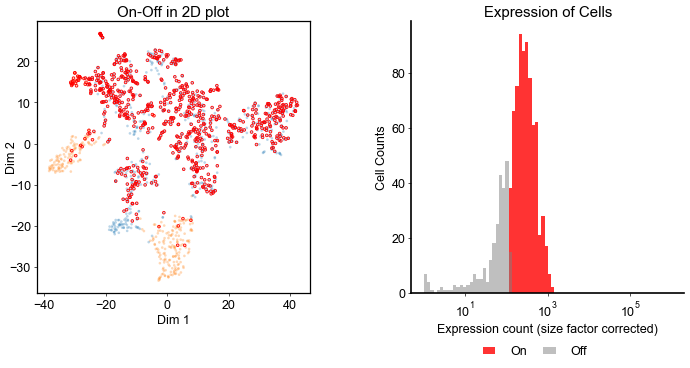 On-Off in 2D plot
20
10
0
−10
−20
−30
Dim 2
−40
−20
0
20
40
Dim 1
Expression of Cells
80
60
40
20
0
Cell Counts
10^1
10^3
10^5
Expression count (size factor corrected)
On
Off